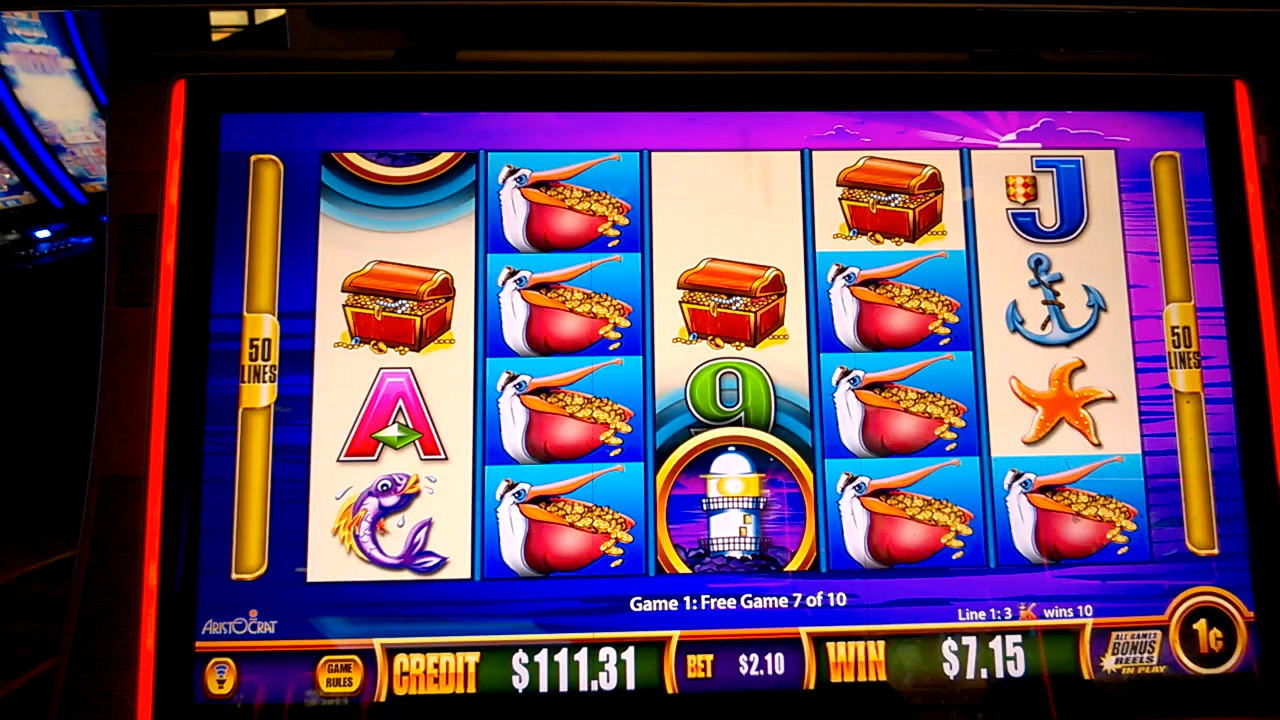 J
50
LINES
50
LINES
A
9
Game 1: Free Game 7 of 10
Line 1: 3 K wins 10
ARISTOCRAT
GAME
RULES
CREDIT $111.31
BET $2.10
WIN $7.15
ALL GAMES
BONUS
REELS
IN PLAY
1¢